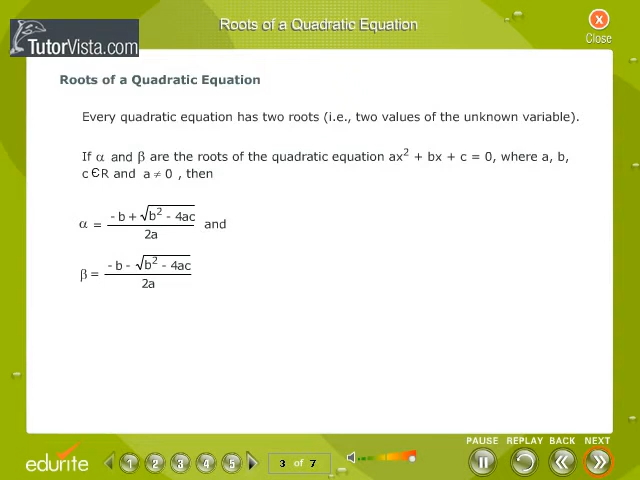 Roots of a Quadratic Equation
x
Close
TutorVista.com
Roots of a Quadratic Equation
Every quadratic equation has two roots (i.e., two values of the unknown variable).
If α and β are the roots of the quadratic equation ax² + bx + c = 0, where a, b,
c ЄR and a ≠ 0 , then
α = (- b + √(b² - 4ac)) / 2a and
β = (- b - √(b² - 4ac)) / 2a
PAUSE REPLAY BACK NEXT
edurite 1 2 3 4 5 3 of 7